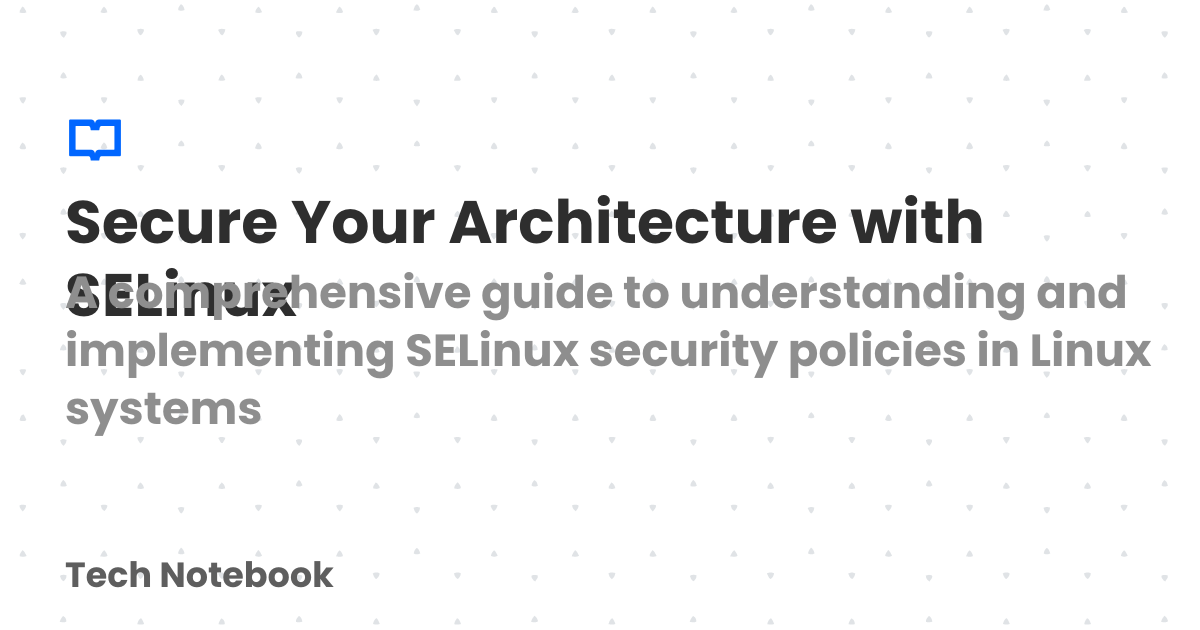 Secure Your Architecture with
SELinux
A comprehensive guide to understanding and
implementing SELinux security policies in Linux
systems
Tech Notebook